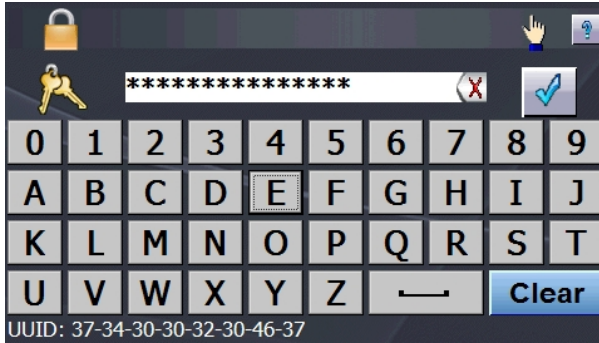 ?
*************** X
0 1 2 3 4 5 6 7 8 9
A B C D E F G H I J
K L M N O P Q R S T
U V W X Y Z Clear
UUID: 37-34-30-30-32-30-46-37